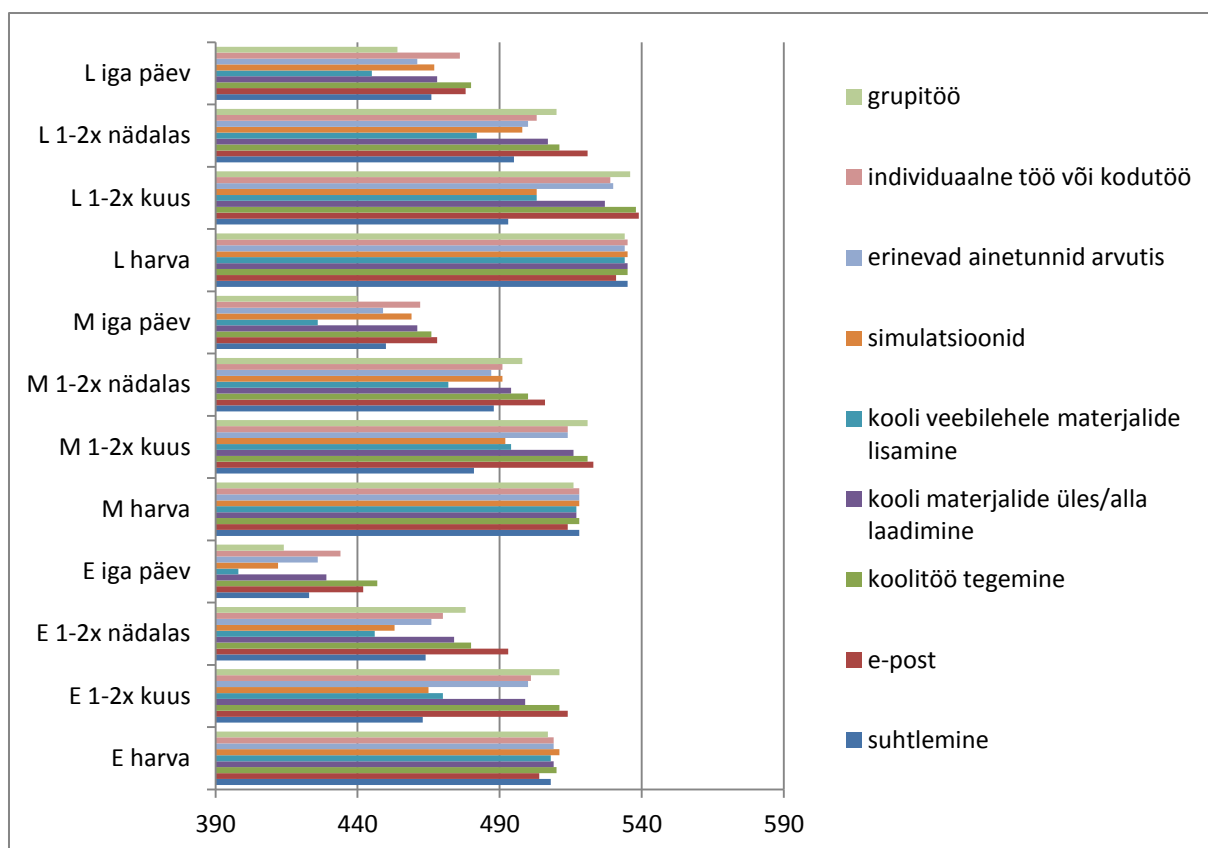 L iga päev
L 1-2x nädalas
L 1-2x kuus
L harva
M iga päev
M 1-2x nädalas
M 1-2x kuus
M harva
E iga päev
E 1-2x nädalas
E 1-2x kuus
E harva
390 440 490 540 590
grupitöö
individuaalne töö või kodutöö
erinevad ainetunnid arvutis
simulatsioonid
kooli veebilehele materjalide
lisamine
kooli materjalide üles/alla
laadimine
koolitöö tegemine
e-post
suhtlemine